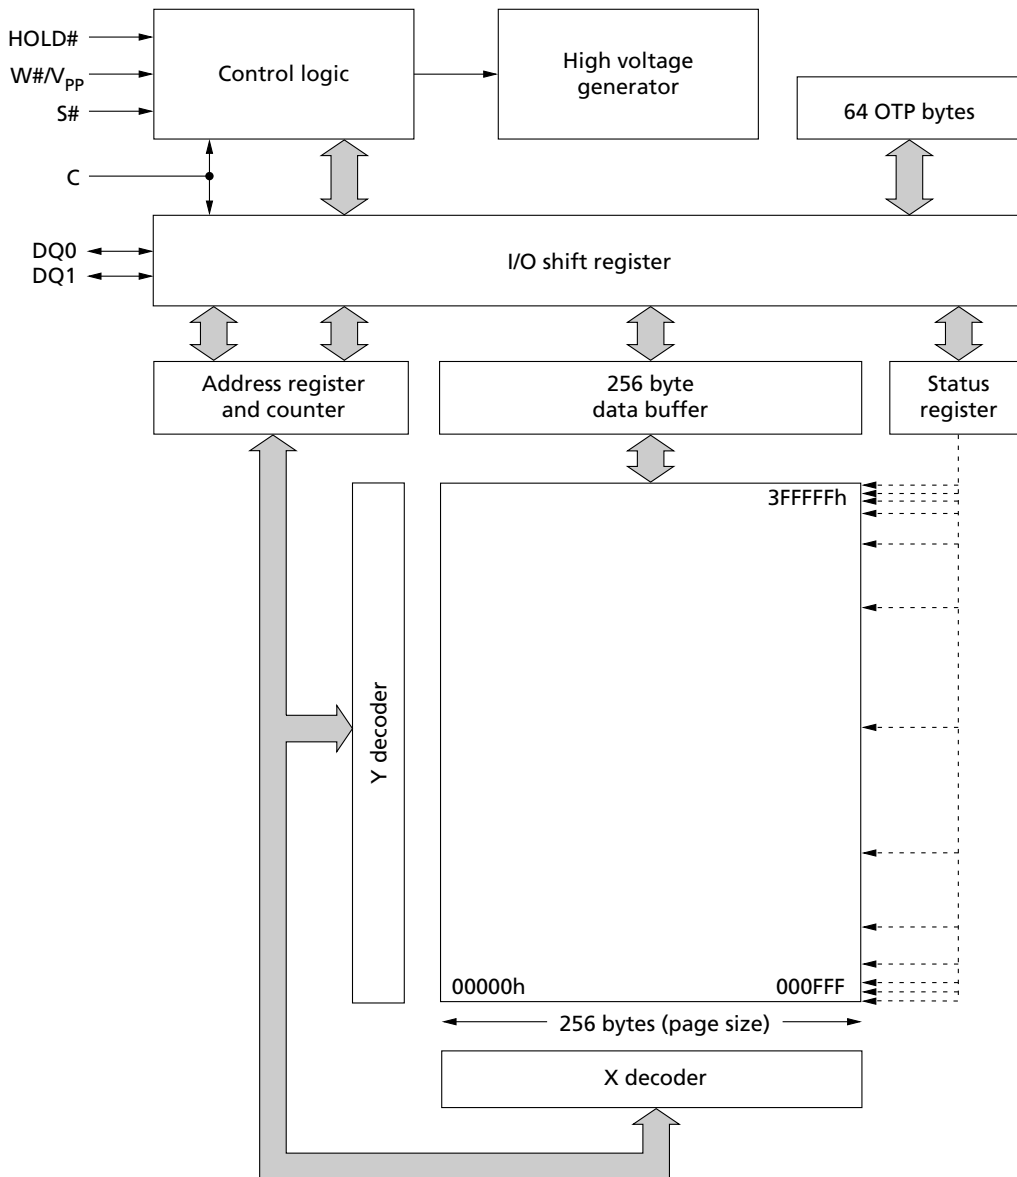 HOLD#
W#/VPP
S#
C
Control logic
High voltage
generator
64 OTP bytes
DQ0
DQ1
I/O shift register
Address register
and counter
256 byte
data buffer
Status
register
3FFFFFh
Y decoder
00000h
000FFF
256 bytes (page size)
X decoder